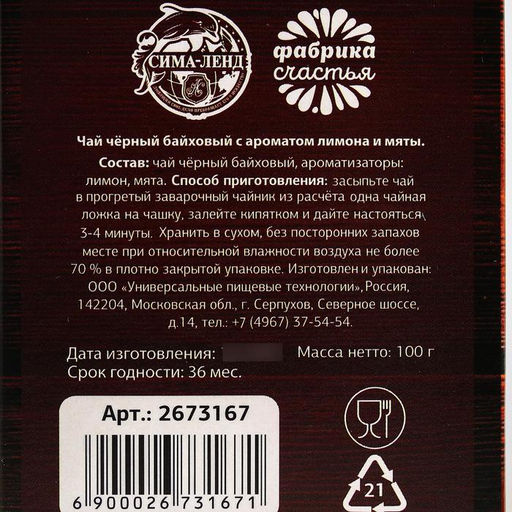 СИМА-ЛЕНД
фабрика
счастья
Чай чёрный байховый с ароматом лимона и мяты.
Состав: чай чёрный байховый, ароматизаторы:
лимон, мята. Способ приготовления: засыпьте чай
в прогретый заварочный чайник из расчёта одна чайная
ложка на чашку, залейте кипятком и дайте настояться
3-4 минуты. Хранить в сухом, без посторонних запахов
месте при относительной влажности воздуха не более
70 % в плотно закрытой упаковке. Изготовлен и упакован:
ООО «Универсальные пищевые технологии», Россия,
142204, Московская обл., г. Серпухов, Северное шоссе,
д.14, тел.: +7 (4967) 37-54-54.
Дата изготовления: Масса нетто: 100 г
Срок годности: 36 мес.
Арт.: 2673167
6 900026 731671
21